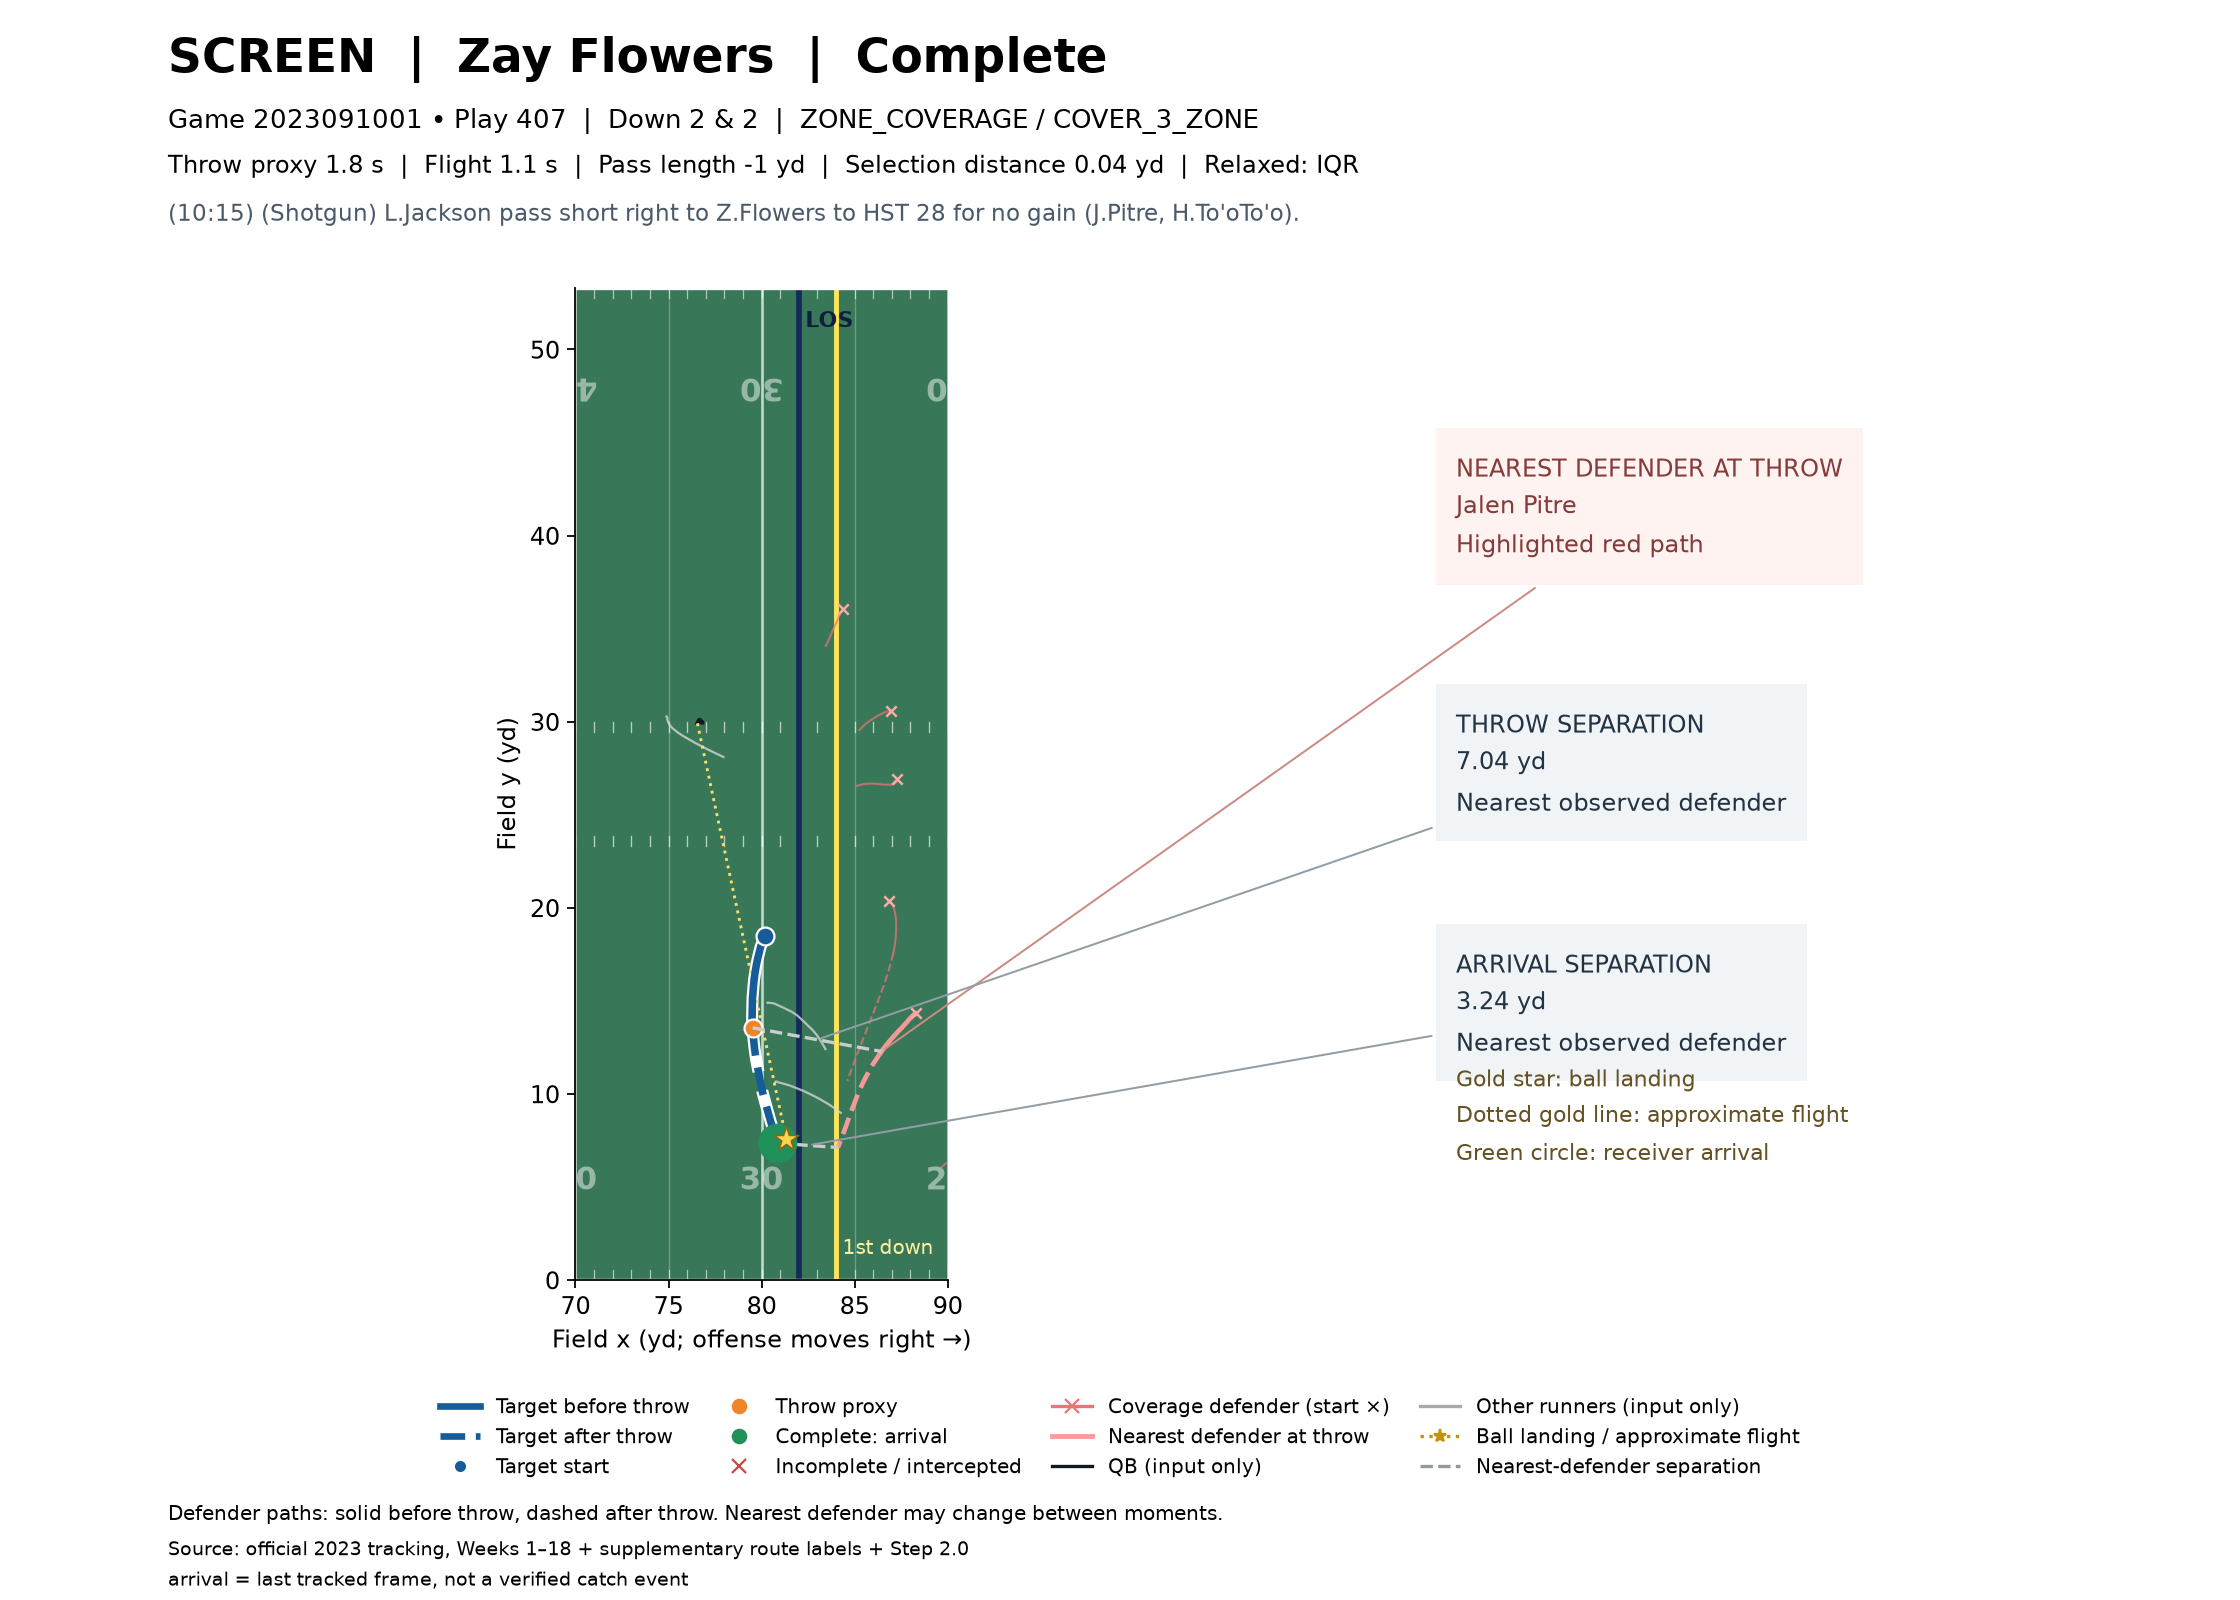 SCREEN | Zay Flowers | Complete
Game 2023091001 • Play 407 | Down 2 & 2 | ZONE_COVERAGE / COVER_3_ZONE
Throw proxy 1.8 s | Flight 1.1 s | Pass length -1 yd | Selection distance 0.04 yd | Relaxed: IQR
(10:15) (Shotgun) L.Jackson pass short right to Z.Flowers to HST 28 for no gain (J.Pitre, H.To'oTo'o).
LOS
4
30
0
50
40
30
20
10
0
Field y (yd)
0
30
2
1st down
70
75
80
85
90
Field x (yd; offense moves right →)
NEAREST DEFENDER AT THROW
Jalen Pitre
Highlighted red path
THROW SEPARATION
7.04 yd
Nearest observed defender
ARRIVAL SEPARATION
3.24 yd
Nearest observed defender
Gold star: ball landing
Dotted gold line: approximate flight
Green circle: receiver arrival
Target before throw
Target after throw
Target start
Throw proxy
Complete: arrival
Incomplete / intercepted
Coverage defender (start ×)
Nearest defender at throw
QB (input only)
Other runners (input only)
Ball landing / approximate flight
Nearest-defender separation
Defender paths: solid before throw, dashed after throw. Nearest defender may change between moments.
Source: official 2023 tracking, Weeks 1–18 + supplementary route labels + Step 2.0
arrival = last tracked frame, not a verified catch event